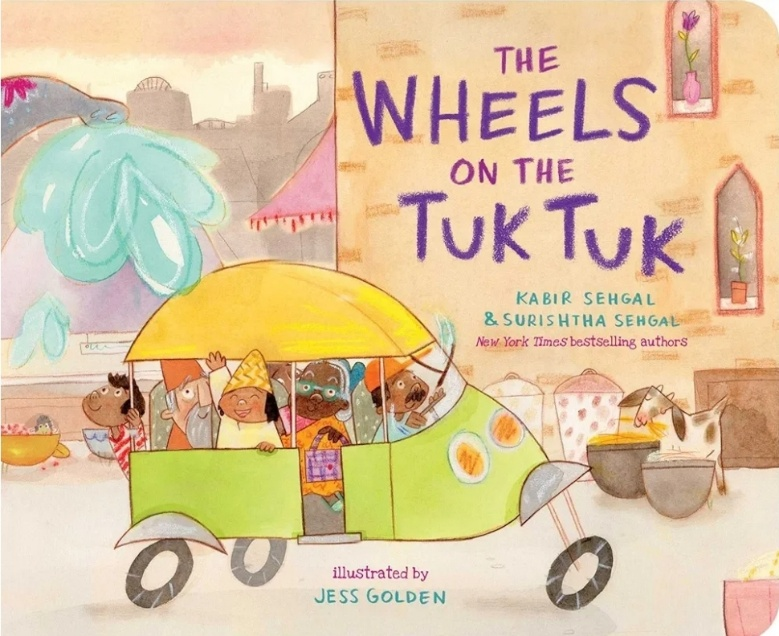 THE
WHEELS
ON THE
TUK TUK
KABIR SEHGAL
& SURISHTHA SEHGAL
New York Times bestselling authors
illustrated by
JESS GOLDEN